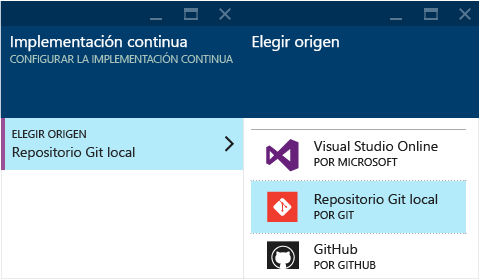 Implementación continua
CONFIGURAR LA IMPLEMENTACIÓN CONTINUA
ELEGIR ORIGEN
Repositorio Git local
Elegir origen
Visual Studio Online
POR MICROSOFT
Repositorio Git local
POR GIT
GitHub
POR GITHUB